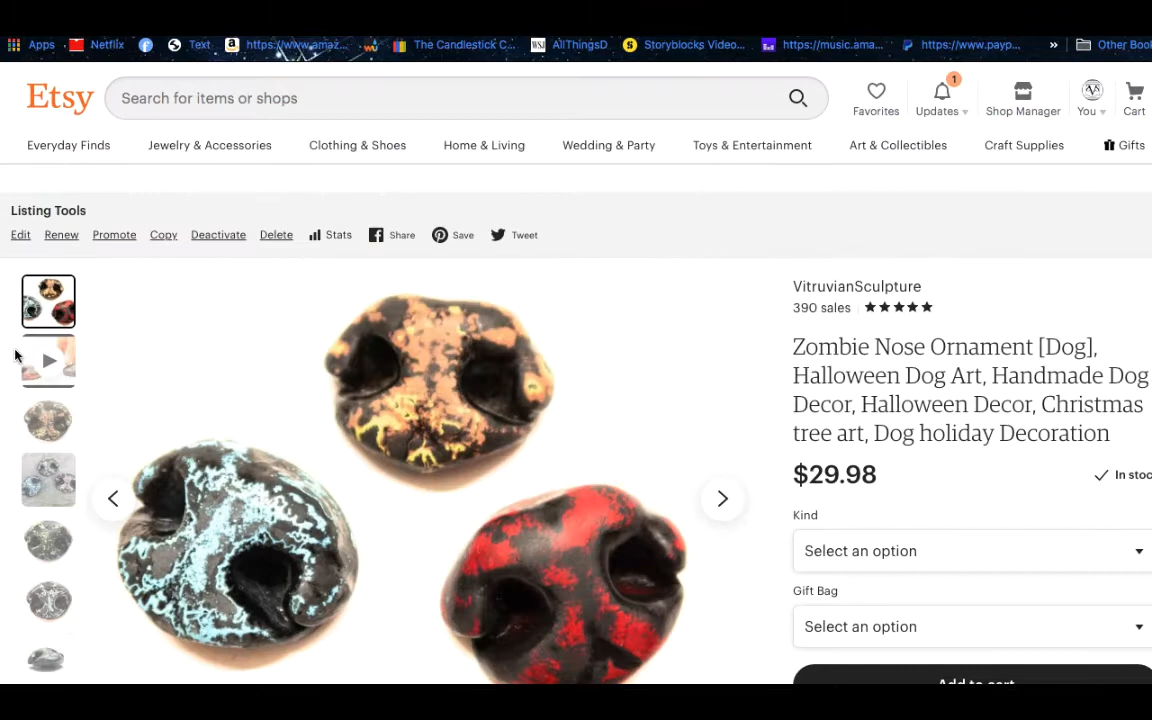 Apps Netflix Text https://www.amaz... The Candlestick C... WSJ AllThingsD S Storyblocks Video... https://music.ama... https://www.payp... » Other Boo
Etsy Search for items or shops Favorites 1 Updates Shop Manager You Cart
Everyday Finds Jewelry & Accessories Clothing & Shoes Home & Living Wedding & Party Toys & Entertainment Art & Collectibles Craft Supplies Gifts
Listing Tools
Edit Renew Promote Copy Deactivate Delete Stats Share Save Tweet
VitruvianSculpture
390 sales
Zombie Nose Ornament [Dog],
Halloween Dog Art, Handmade Dog
Decor, Halloween Decor, Christmas
tree art, Dog holiday Decoration
$29.98 In stoc
Kind
Select an option
Gift Bag
Select an option
Add to cart